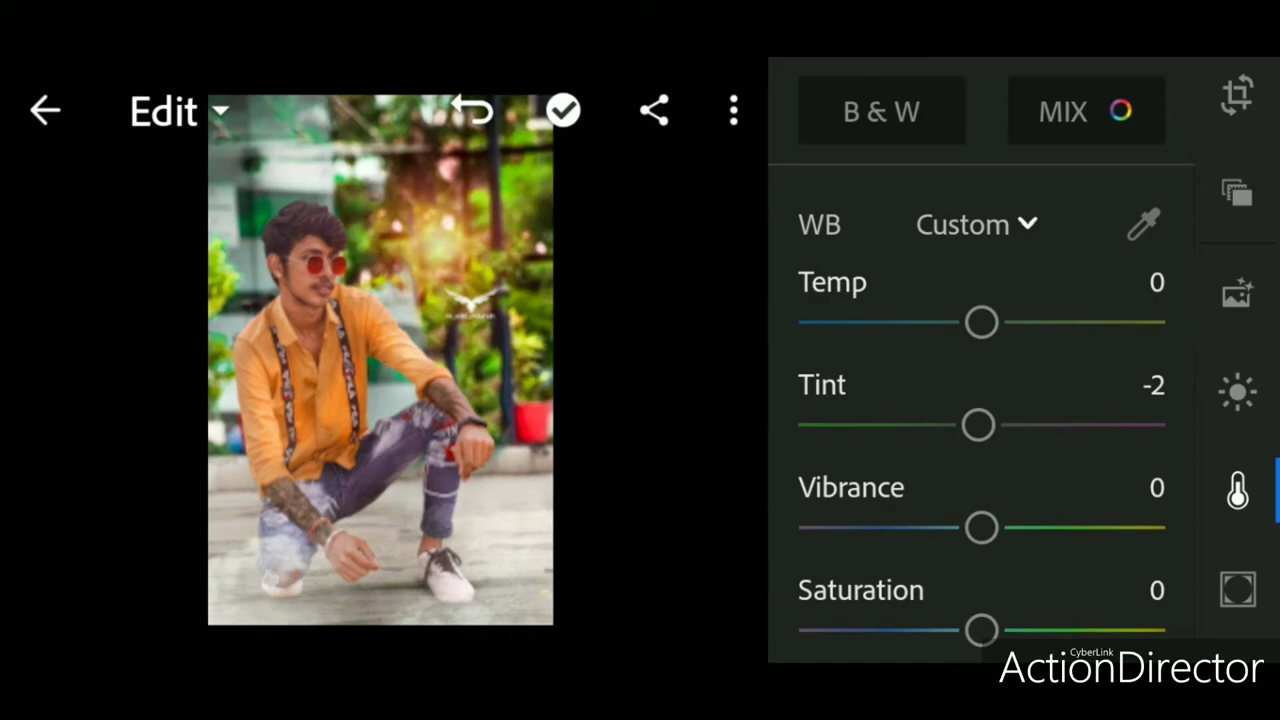 Edit
B & W
MIX
WB
Custom
Temp
0
Tint
-2
Vibrance
0
Saturation
0
CyberLink
ActionDirector